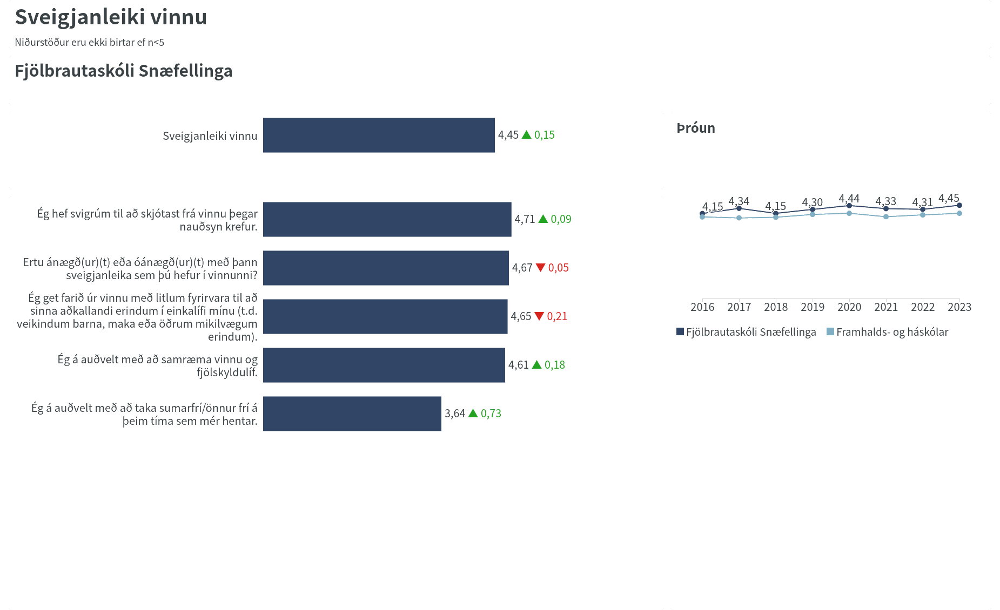 Sveigjanleiki vinnu
Niðurstöður eru ekki birtar ef n<5
Fjölbrautaskóli Snæfellinga
Sveigjanleiki vinnu
4,45 ▲ 0,15
Ég hef svigrúm til að skjótast frá vinnu þegar
nauðsyn krefur.
4,71 ▲ 0,09
Ertu ánægð(ur)(t) eða óánægð(ur)(t) með þann
sveigjanleika sem þú hefur í vinnunni?
4,67 ▼ 0,05
Ég get farið úr vinnu með litlum fyrirvara til að
sinna aðkallandi erindum í einkalífi mínu (t.d.
veikindum barna, maka eða öðrum mikilvægum
erindum).
4,65 ▼ 0,21
Ég á auðvelt með að samræma vinnu og
fjölskyldulíf.
4,61 ▲ 0,18
Ég á auðvelt með að taka sumarfrí/önnur frí á
þeim tíma sem mér hentar.
3,64 ▲ 0,73
Þróun
4,15 4,34 4,15 4,30 4,44 4,33 4,31 4,45
2016 2017 2018 2019 2020 2021 2022 2023
Fjölbrautaskóli Snæfellinga Framhalds- og háskólar